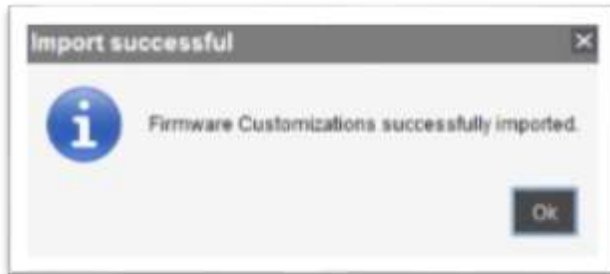 Import successful
Firmware Customizations successfully imported.
Ok